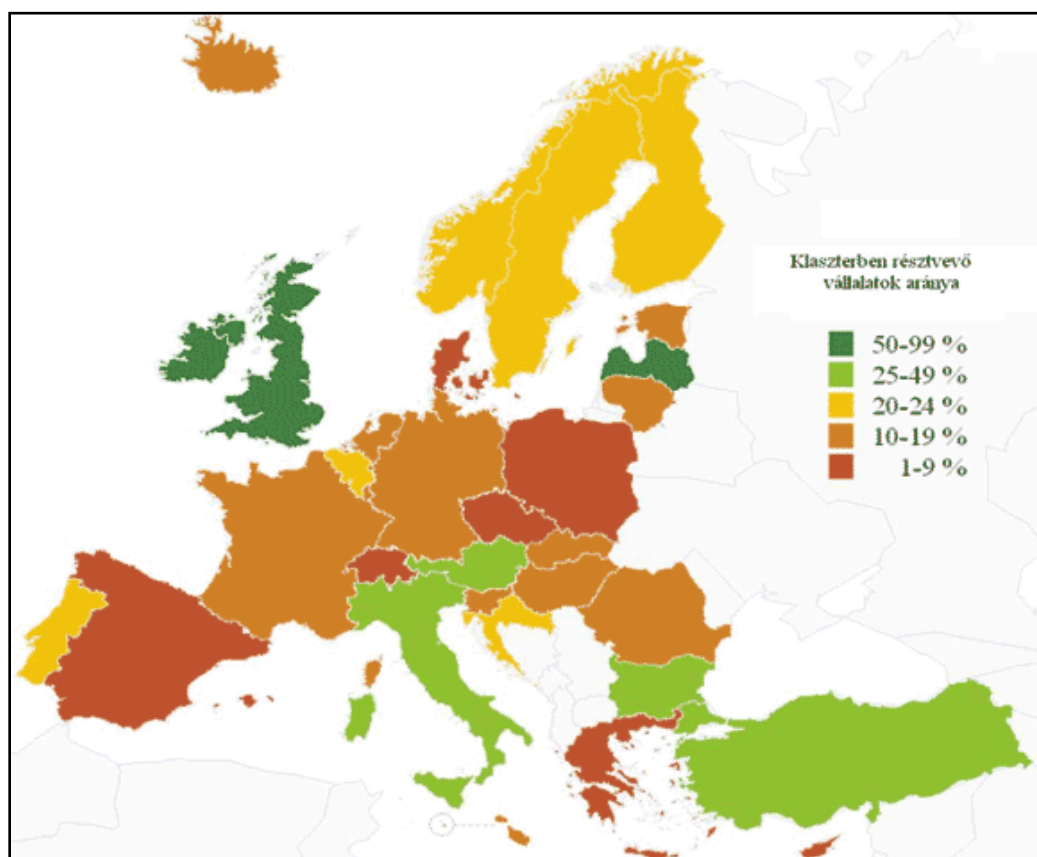 Klaszterben résztvevő
vállalatok aránya
50-99 %
25-49 %
20-24 %
10-19 %
1-9 %